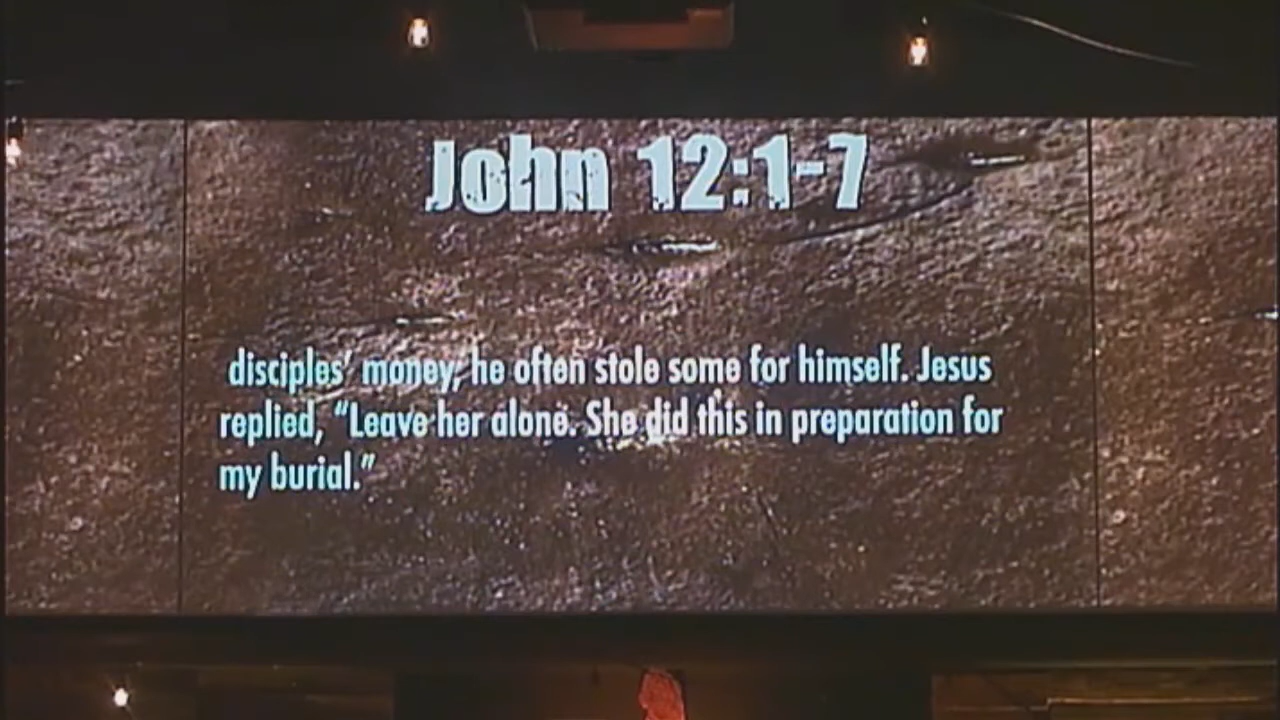 John 12:1-7
disciples' money, he often stole some for himself. Jesus
replied, "Leave her alone. She did this in preparation for
my burial."